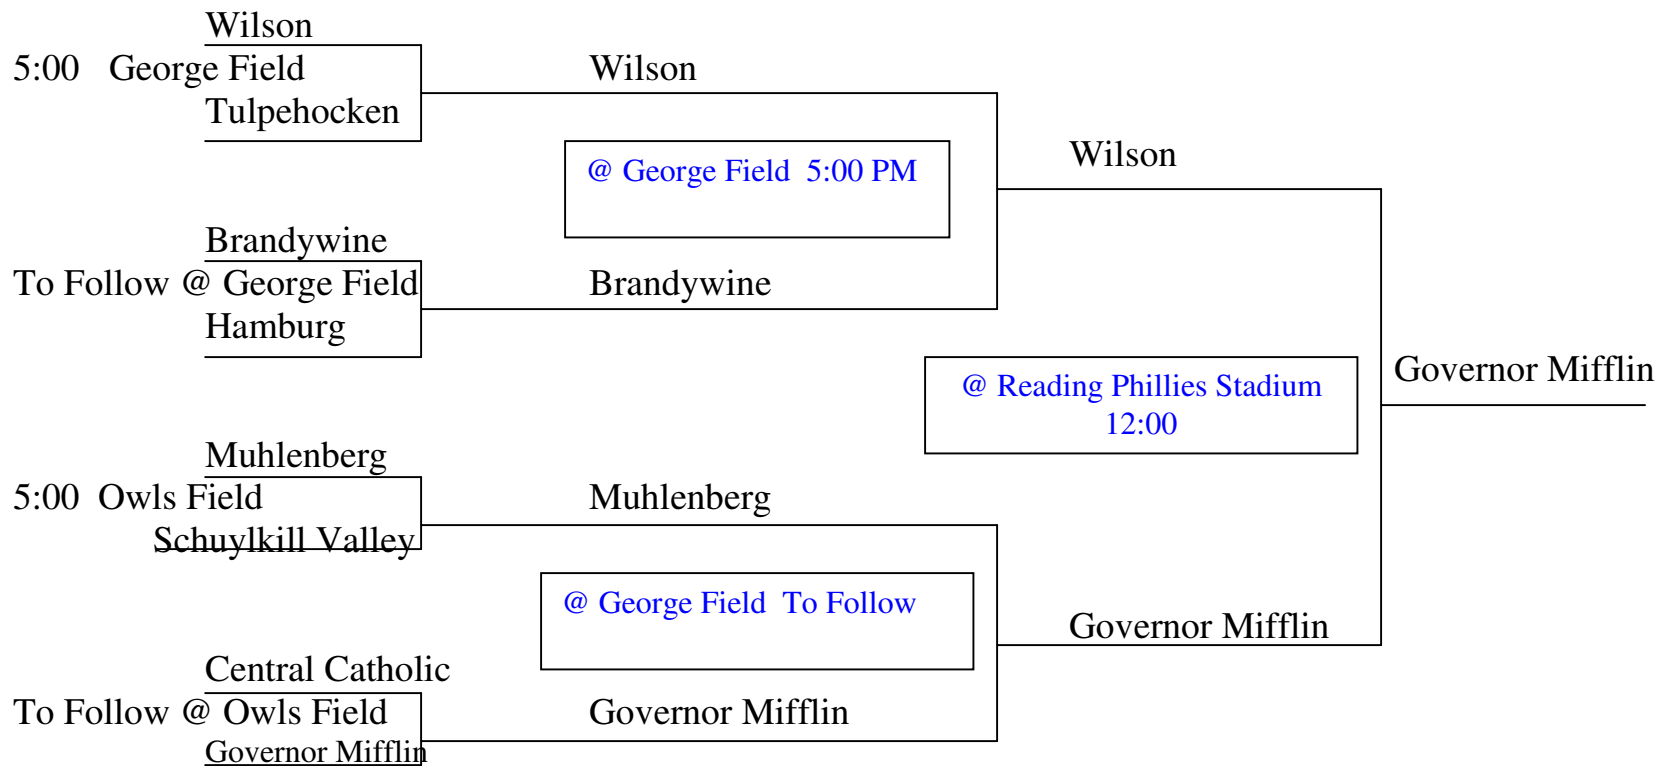 Wilson
5:00 George Field
Tulpehocken
Wilson
@ George Field 5:00 PM
Wilson
Brandywine
To Follow @ George Field
Hamburg
Brandywine
@ Reading Phillies Stadium
12:00
Governor Mifflin
Muhlenberg
5:00 Owls Field
Schuylkill Valley
Muhlenberg
@ George Field To Follow
Governor Mifflin
Central Catholic
To Follow @ Owls Field
Governor Mifflin
Governor Mifflin